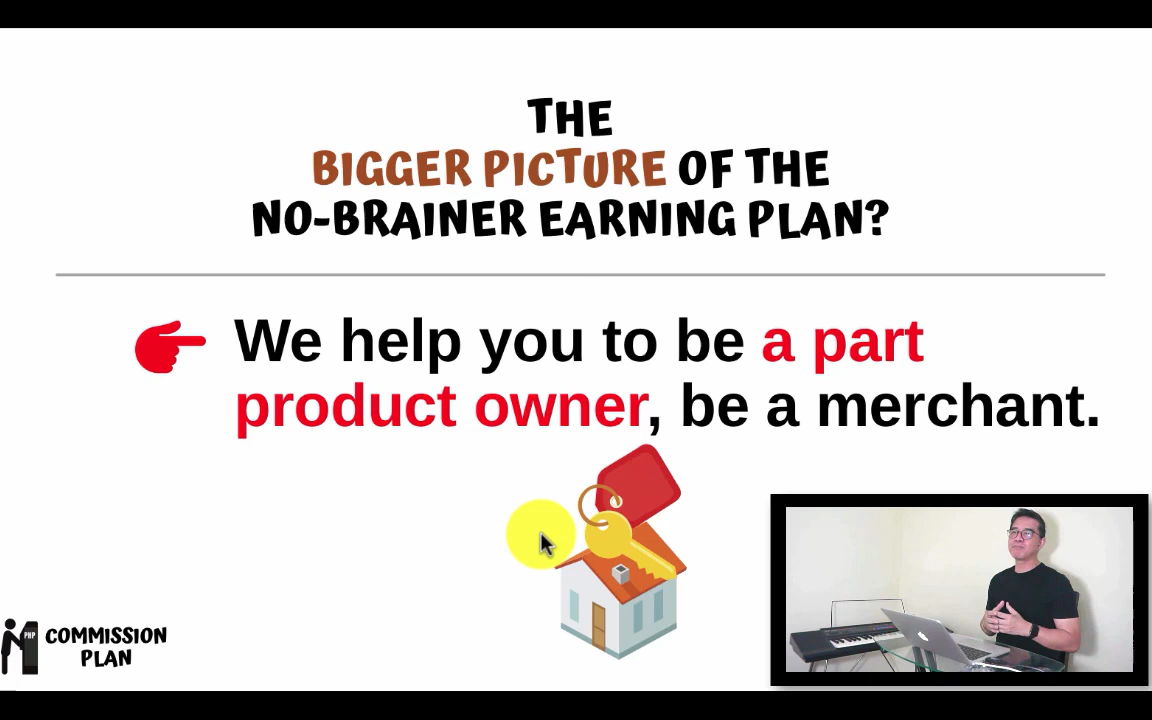 THE
BIGGER PICTURE OF THE
NO-BRAINER EARNING PLAN?
We help you to be a part
product owner, be a merchant.
PHP
COMMISSION
PLAN